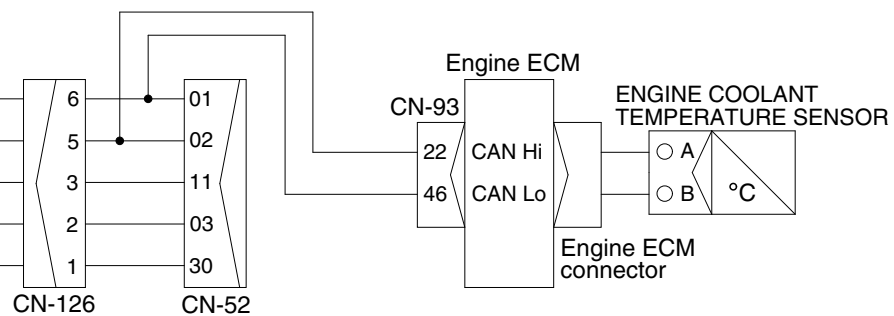 Engine ECM
CN-93
ENGINE COOLANT
TEMPERATURE SENSOR
6 01
5 02
3 11
2 03
1 30
22 CAN Hi
46 CAN Lo
A
B °C
Engine ECM
connector
CN-126 CN-52